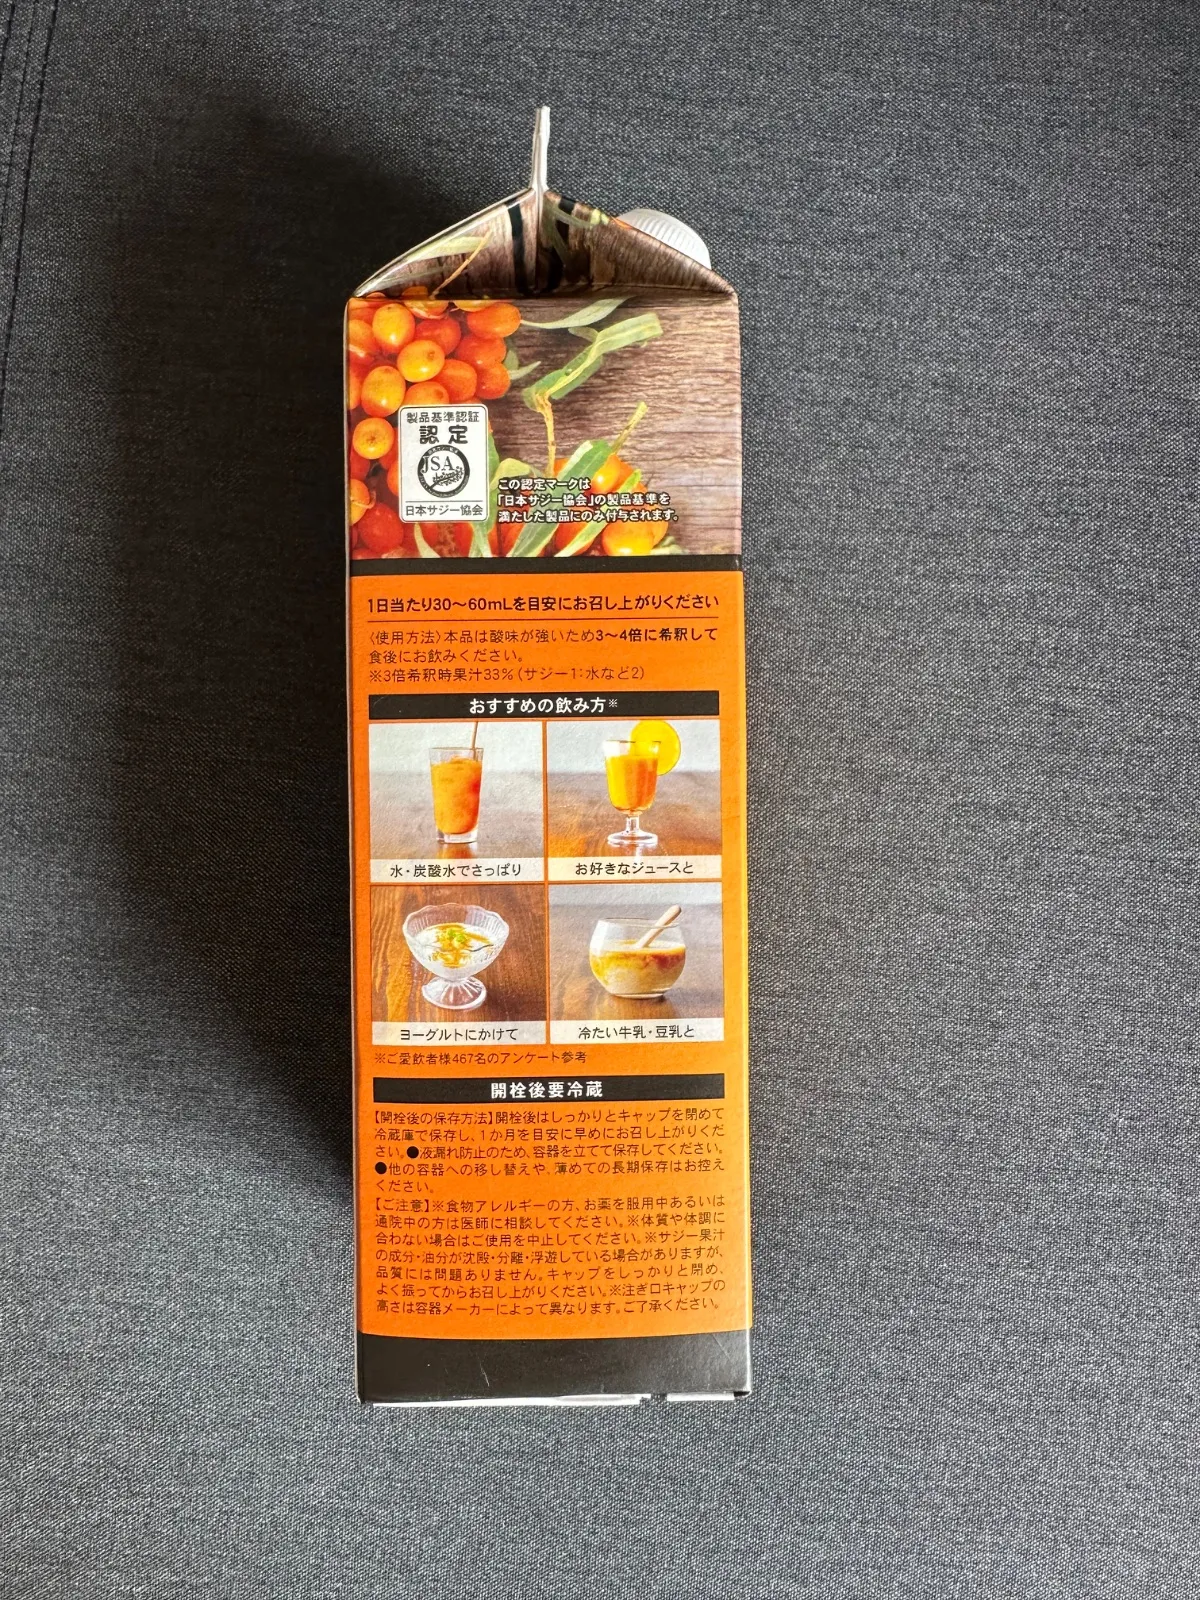 製品基準認証
認定
JSA
日本サジー協会
この認定マークは
「日本サジー協会」の製品基準を
満たした製品にのみ付与されます。
1日当たり30〜60mLを目安にお召し上がりください
〈使用方法〉本品は酸味が強いため3〜4倍に希釈して
食後にお飲みください。
※3倍希釈時果汁33%(サジー1:水など2)
おすすめの飲み方※
水・炭酸水でさっぱり
お好きなジュースと
ヨーグルトにかけて
冷たい牛乳・豆乳と
※ご愛飲者様467名のアンケート参考
開栓後要冷蔵
【開栓後の保存方法】開栓後はしっかりとキャップを閉めて
冷蔵庫で保存し、1か月を目安に早めにお召し上がりくだ
さい。●液漏れ防止のため、容器を立てて保存してください。
●他の容器への移し替えや、薄めての長期保存はお控え
ください。
【ご注意】※食物アレルギーの方、お薬を服用中あるいは
通院中の方は医師に相談してください。※体質や体調に
合わない場合はご使用を中止してください。※サジー果汁
の成分・油分が沈殿・分離・浮遊している場合がありますが、
品質には問題ありません。キャップをしっかりと閉め、
よく振ってからお召し上がりください。※注ぎ口キャップの
高さは容器メーカーによって異なります。ご了承ください。